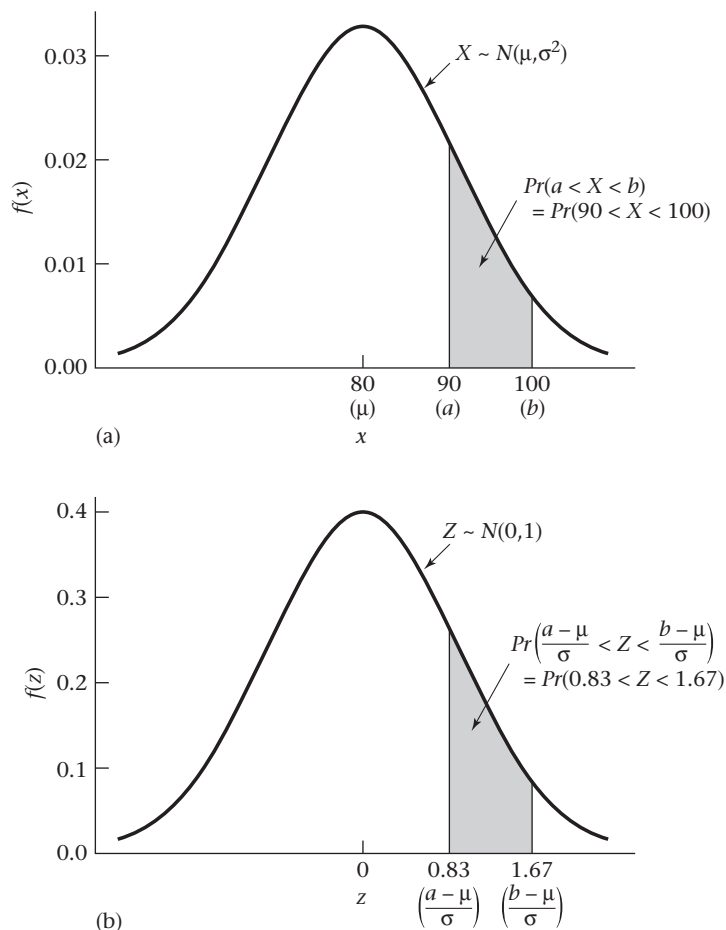 0.03
0.02
0.01
0.00
f(x)
X ~ N(μ,σ²)
Pr(a < X < b)
= Pr(90 < X < 100)
80 90 100
(μ) (a) (b)
(a) x
0.4
0.3
0.2
0.1
0.0
f(z)
Z ~ N(0,1)
Pr((a – μ)/σ < Z < (b – μ)/σ)
= Pr(0.83 < Z < 1.67)
0 0.83 1.67
z ((a – μ)/σ) ((b – μ)/σ)
(b)